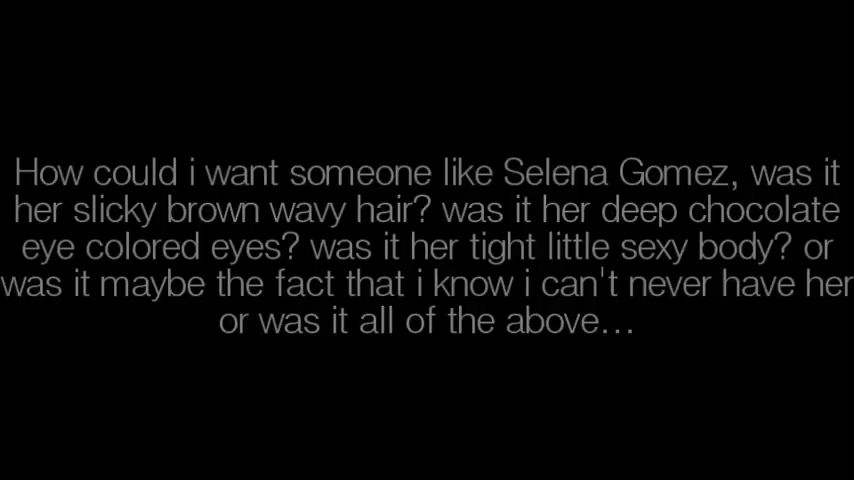 How could i want someone like Selena Gomez, was it
her slicky brown wavy hair? was it her deep chocolate
eye colored eyes? was it her tight little sexy body? or
was it maybe the fact that i know i can't never have her
or was it all of the above...